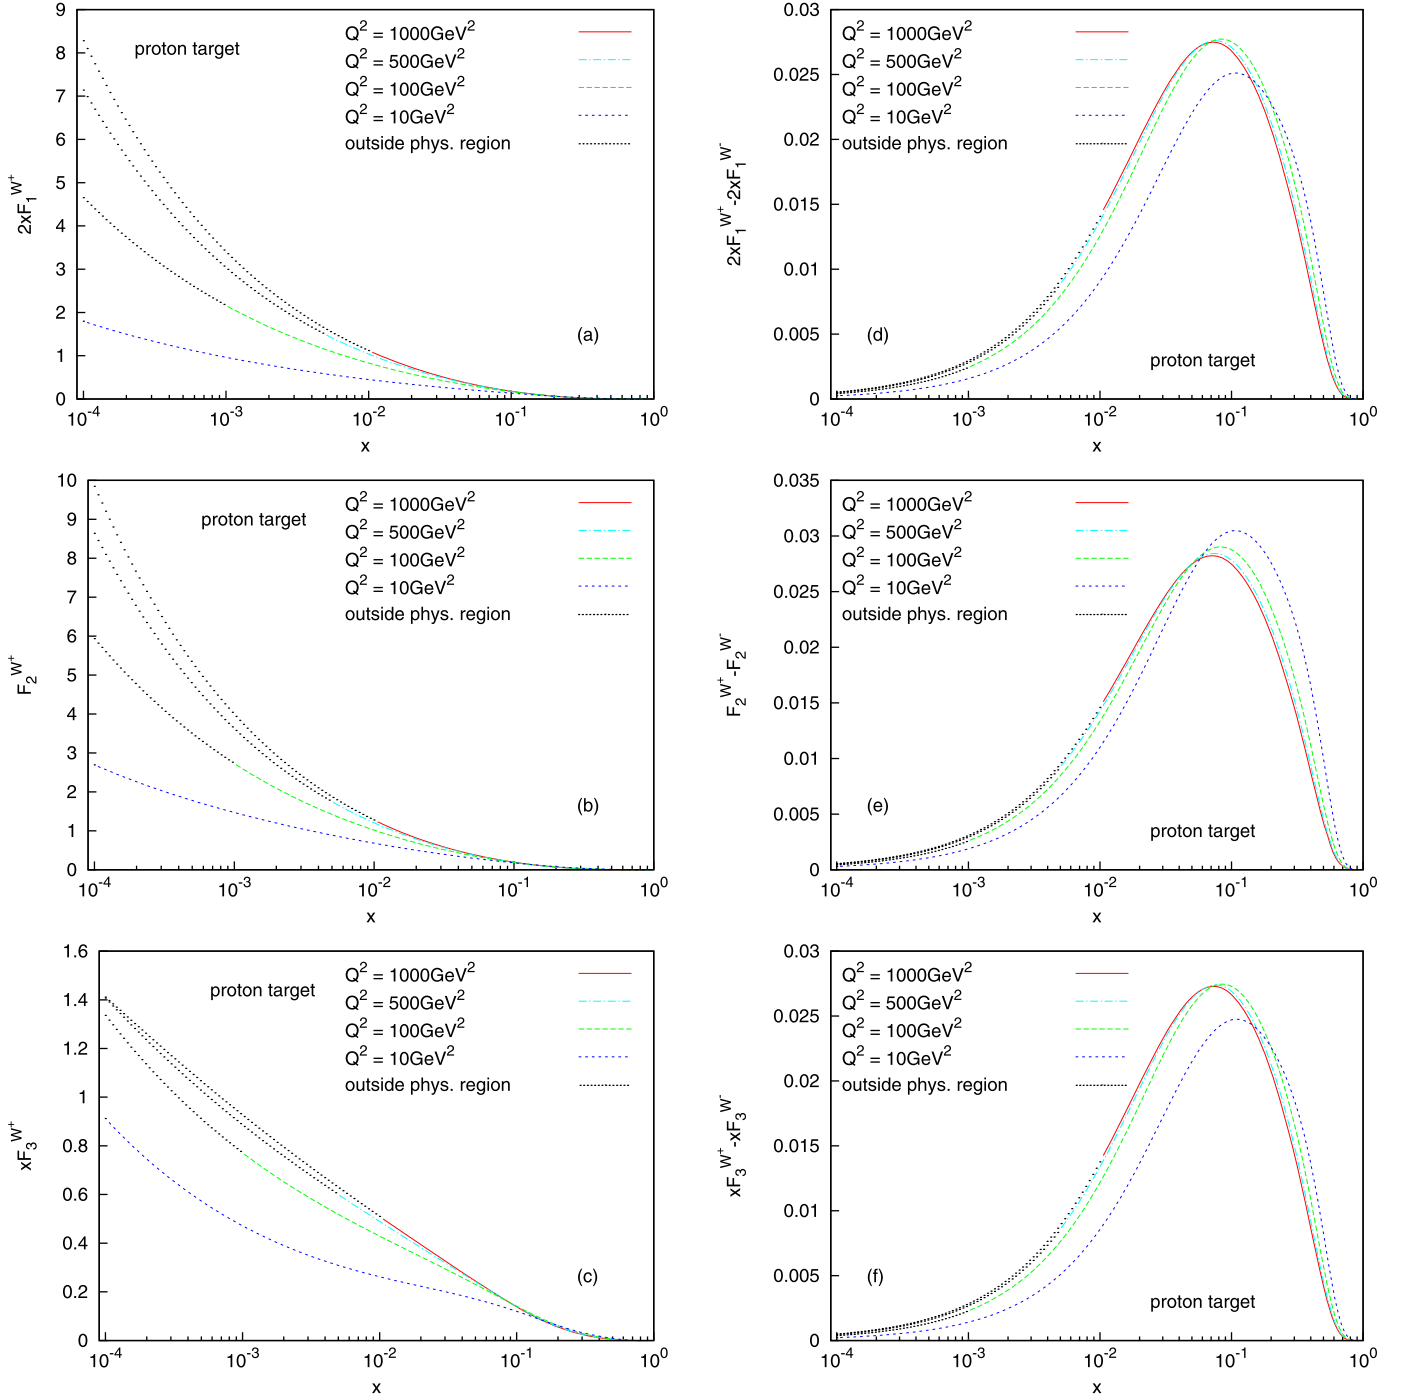 9
8
7
6
5
4
3
2
1
0
2xF₁^W⁺
proton target
Q² = 1000GeV²
Q² = 500GeV²
Q² = 100GeV²
Q² = 10GeV²
outside phys. region
(a)
10⁻⁴ 10⁻³ 10⁻² 10⁻¹ 10⁰
x
0.03
0.025
0.02
0.015
0.01
0.005
0
2xF₁^W⁺-2xF₁^W⁻
Q² = 1000GeV²
Q² = 500GeV²
Q² = 100GeV²
Q² = 10GeV²
outside phys. region
(d)
proton target
10⁻⁴ 10⁻³ 10⁻² 10⁻¹ 10⁰
x
10
9
8
7
6
5
4
3
2
1
0
F₂^W⁺
proton target
Q² = 1000GeV²
Q² = 500GeV²
Q² = 100GeV²
Q² = 10GeV²
outside phys. region
(b)
10⁻⁴ 10⁻³ 10⁻² 10⁻¹ 10⁰
x
0.035
0.03
0.025
0.02
0.015
0.01
0.005
0
F₂^W⁺-F₂^W⁻
Q² = 1000GeV²
Q² = 500GeV²
Q² = 100GeV²
Q² = 10GeV²
outside phys. region
(e)
proton target
10⁻⁴ 10⁻³ 10⁻² 10⁻¹ 10⁰
x
1.6
1.4
1.2
1
0.8
0.6
0.4
0.2
0
xF₃^W⁺
proton target
Q² = 1000GeV²
Q² = 500GeV²
Q² = 100GeV²
Q² = 10GeV²
outside phys. region
(c)
10⁻⁴ 10⁻³ 10⁻² 10⁻¹ 10⁰
x
0.03
0.025
0.02
0.015
0.01
0.005
0
xF₃^W⁺-xF₃^W⁻
Q² = 1000GeV²
Q² = 500GeV²
Q² = 100GeV²
Q² = 10GeV²
outside phys. region
(f)
proton target
10⁻⁴ 10⁻³ 10⁻² 10⁻¹ 10⁰
x